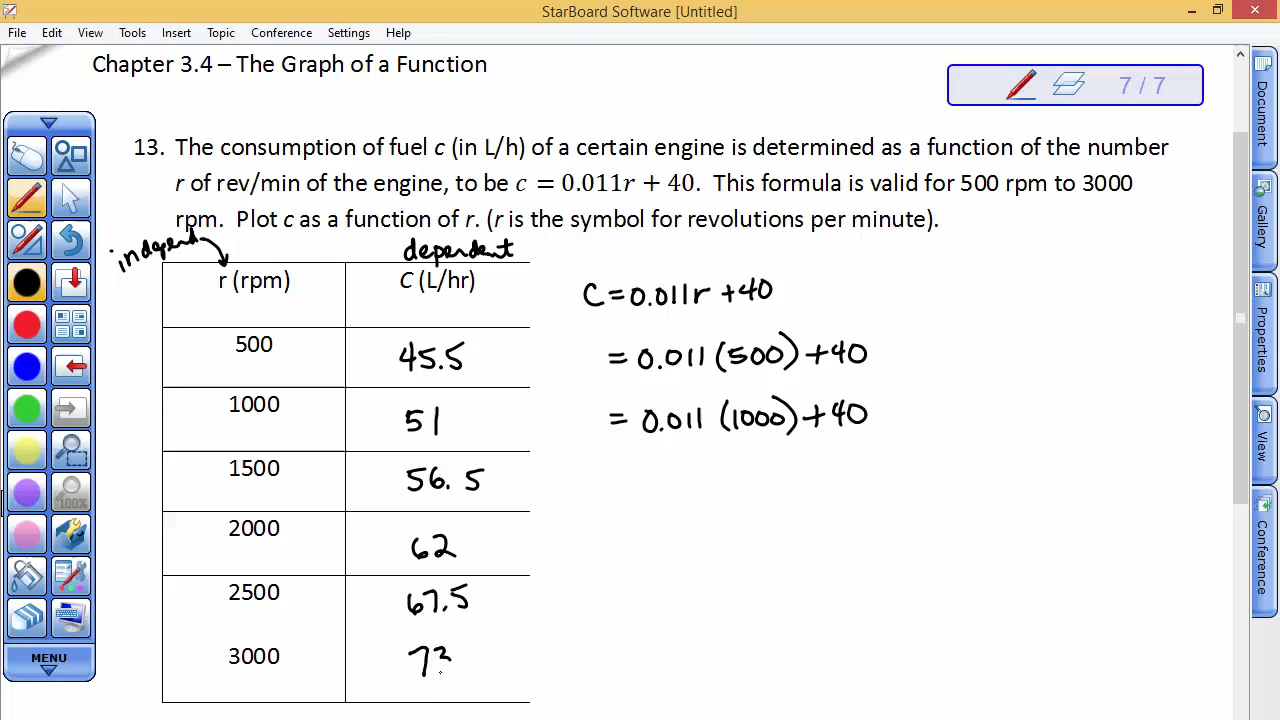 StarBoard Software [Untitled]
File Edit View Tools Insert Topic Conference Settings Help
Chapter 3.4 – The Graph of a Function
7 / 7
13. The consumption of fuel c (in L/h) of a certain engine is determined as a function of the number
r of rev/min of the engine, to be c = 0.011r + 40. This formula is valid for 500 rpm to 3000
rpm. Plot c as a function of r. (r is the symbol for revolutions per minute).
independ dependent
r (rpm) C (L/hr)
500 45.5
1000 51
1500 56.5
2000 62
2500 67.5
3000 73
C = 0.011r + 40
= 0.011 (500) + 40
= 0.011 (1000) + 40
100%
MENU
Document
Gallery
Properties
View
Conference